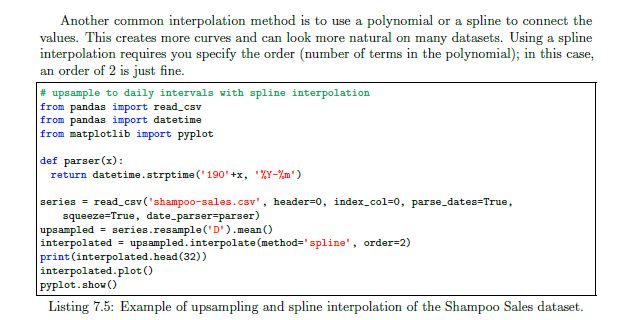 Another common interpolation method is to use a polynomial or a spline to connect the
values. This creates more curves and can look more natural on many datasets. Using a spline
interpolation requires you specify the order (number of terms in the polynomial); in this case,
an order of 2 is just fine.
# upsample to daily intervals with spline interpolation
from pandas import read_csv
from pandas import datetime
from matplotlib import pyplot
def parser(x):
return datetime.strptime('190'+x, '%Y-%m')
series = read_csv('shampoo-sales.csv', header=0, index_col=0, parse_dates=True,
squeeze=True, date_parser=parser)
upsampled = series.resample('D').mean()
interpolated = upsampled.interpolate(method='spline', order=2)
print(interpolated.head(32))
interpolated.plot()
pyplot.show()
Listing 7.5: Example of upsampling and spline interpolation of the Shampoo Sales dataset.